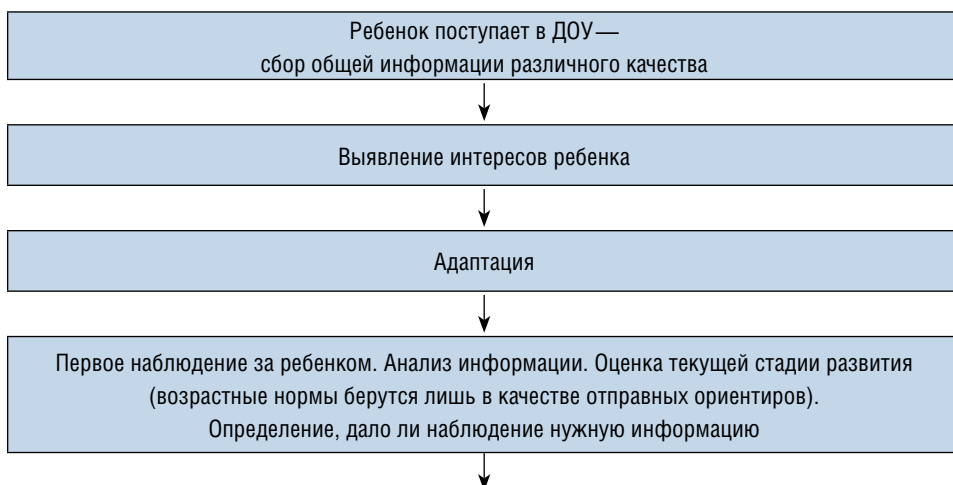 Ребенок поступает в ДОУ—
сбор общей информации различного качества
Выявление интересов ребенка
Адаптация
Первое наблюдение за ребенком. Анализ информации. Оценка текущей стадии развития
(возрастные нормы берутся лишь в качестве отправных ориентиров).
Определение, дало ли наблюдение нужную информацию